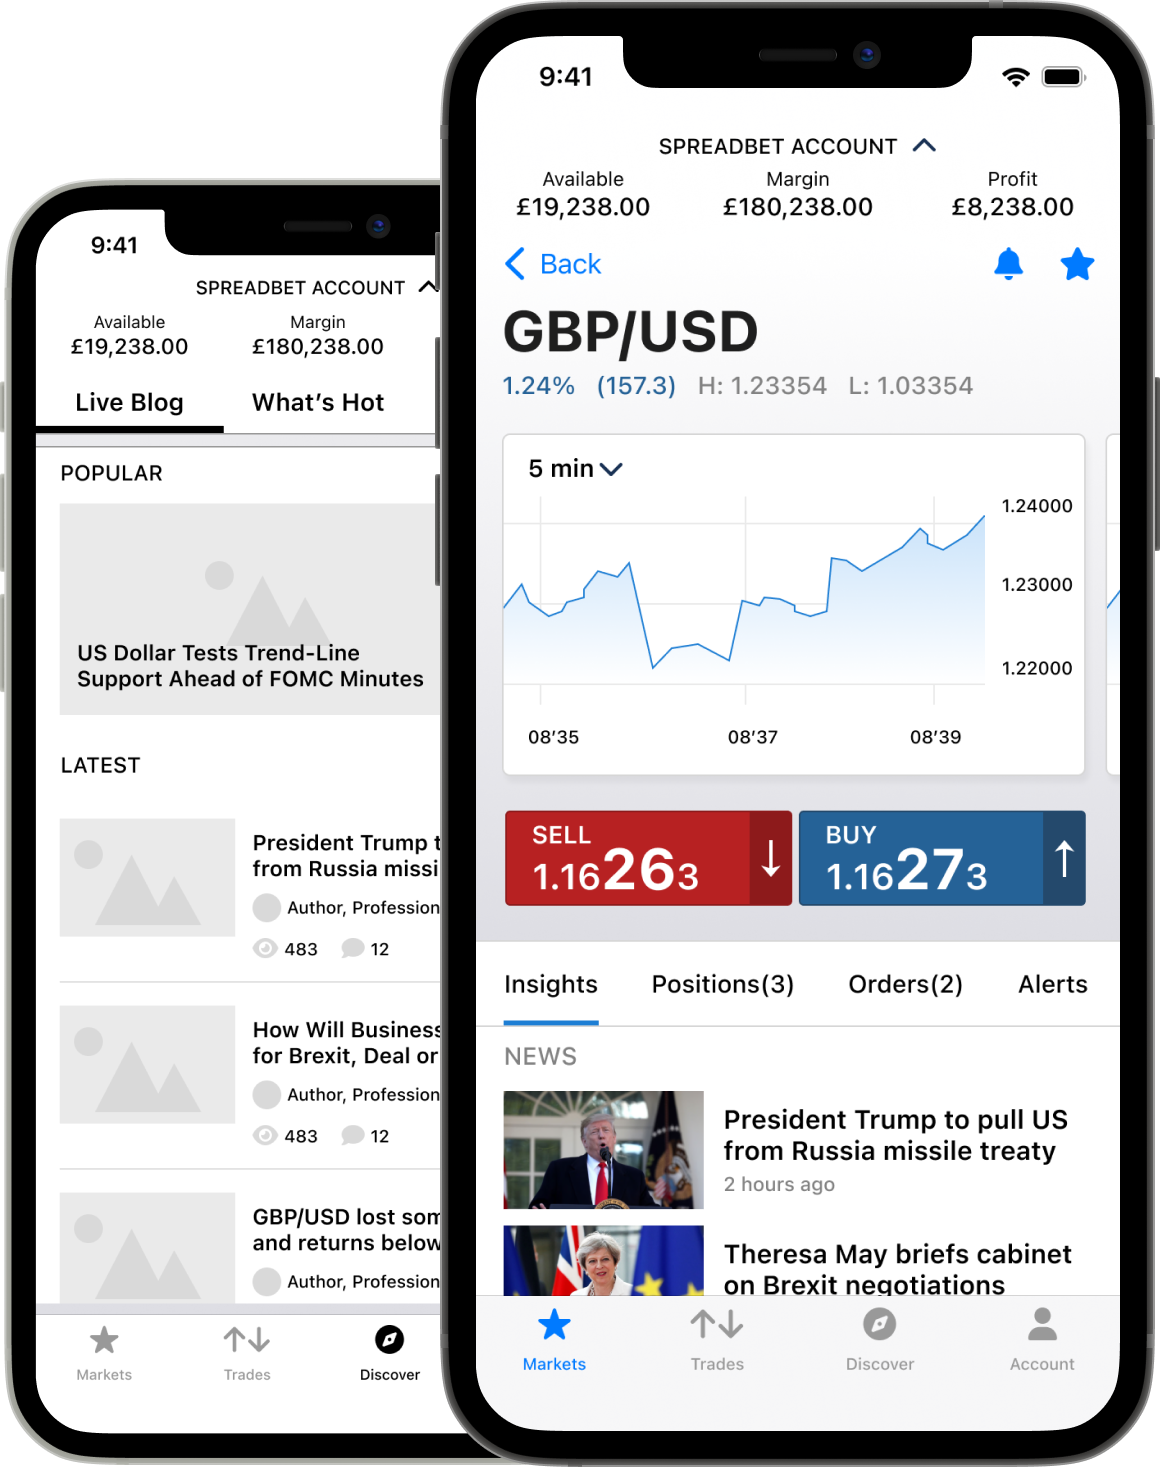 9:41
SPREADBET ACCOUNT
Available Margin
£19,238.00 £180,238.00
Live Blog What's Hot
POPULAR
US Dollar Tests Trend-Line
Support Ahead of FOMC Minutes
LATEST
President Trump t
from Russia missi
Author, Profession
483 12
How Will Business
for Brexit, Deal or
Author, Profession
483 12
GBP/USD lost som
and returns below
Author, Profession
Markets Trades Discover
9:41
SPREADBET ACCOUNT
Available Margin Profit
£19,238.00 £180,238.00 £8,238.00
Back
GBP/USD
1.24% (157.3) H: 1.23354 L: 1.03354
5 min
1.24000
1.23000
1.22000
08'35 08'37 08'39
SELL
1.16263
BUY
1.16273
Insights Positions(3) Orders(2) Alerts
NEWS
President Trump to pull US
from Russia missile treaty
2 hours ago
Theresa May briefs cabinet
on Brexit negotiations
Markets Trades Discover Account